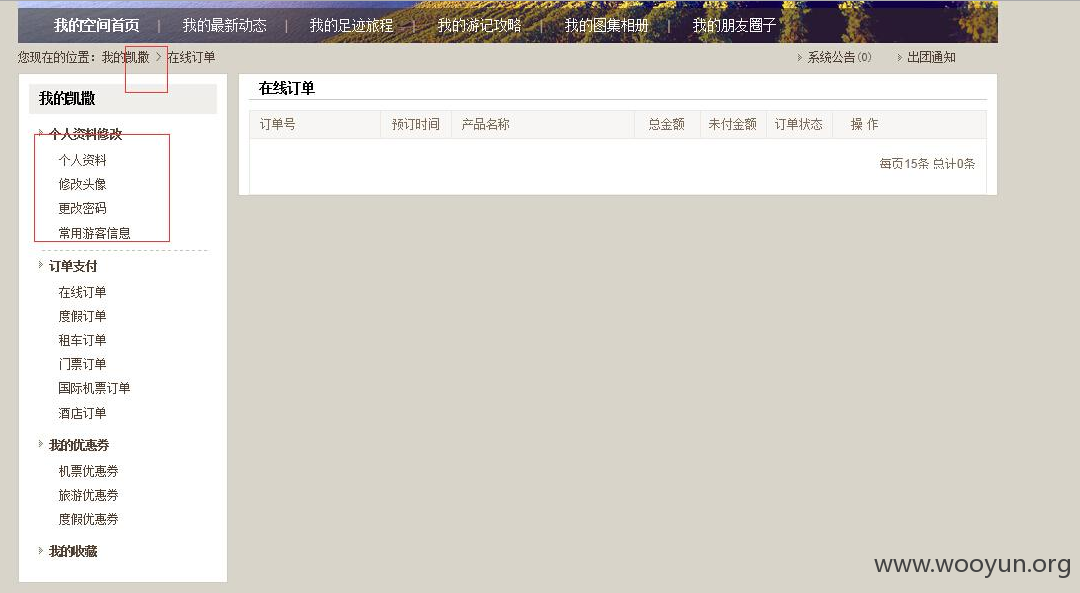 我的空间首页 | 我的最新动态 | 我的足迹旅程 | 我的游记攻略 | 我的图集相册 | 我的朋友圈子
您现在的位置：我的凯撒 > 在线订单 系统公告(0) 出团通知
我的凯撒
个人资料修改
个人资料
修改头像
更改密码
常用游客信息
订单支付
在线订单
度假订单
租车订单
门票订单
国际机票订单
酒店订单
我的优惠券
机票优惠券
旅游优惠券
度假优惠券
我的收藏
在线订单
订单号 预订时间 产品名称 总金额 未付金额 订单状态 操 作
每页15条 总计0条
www.wooyun.org